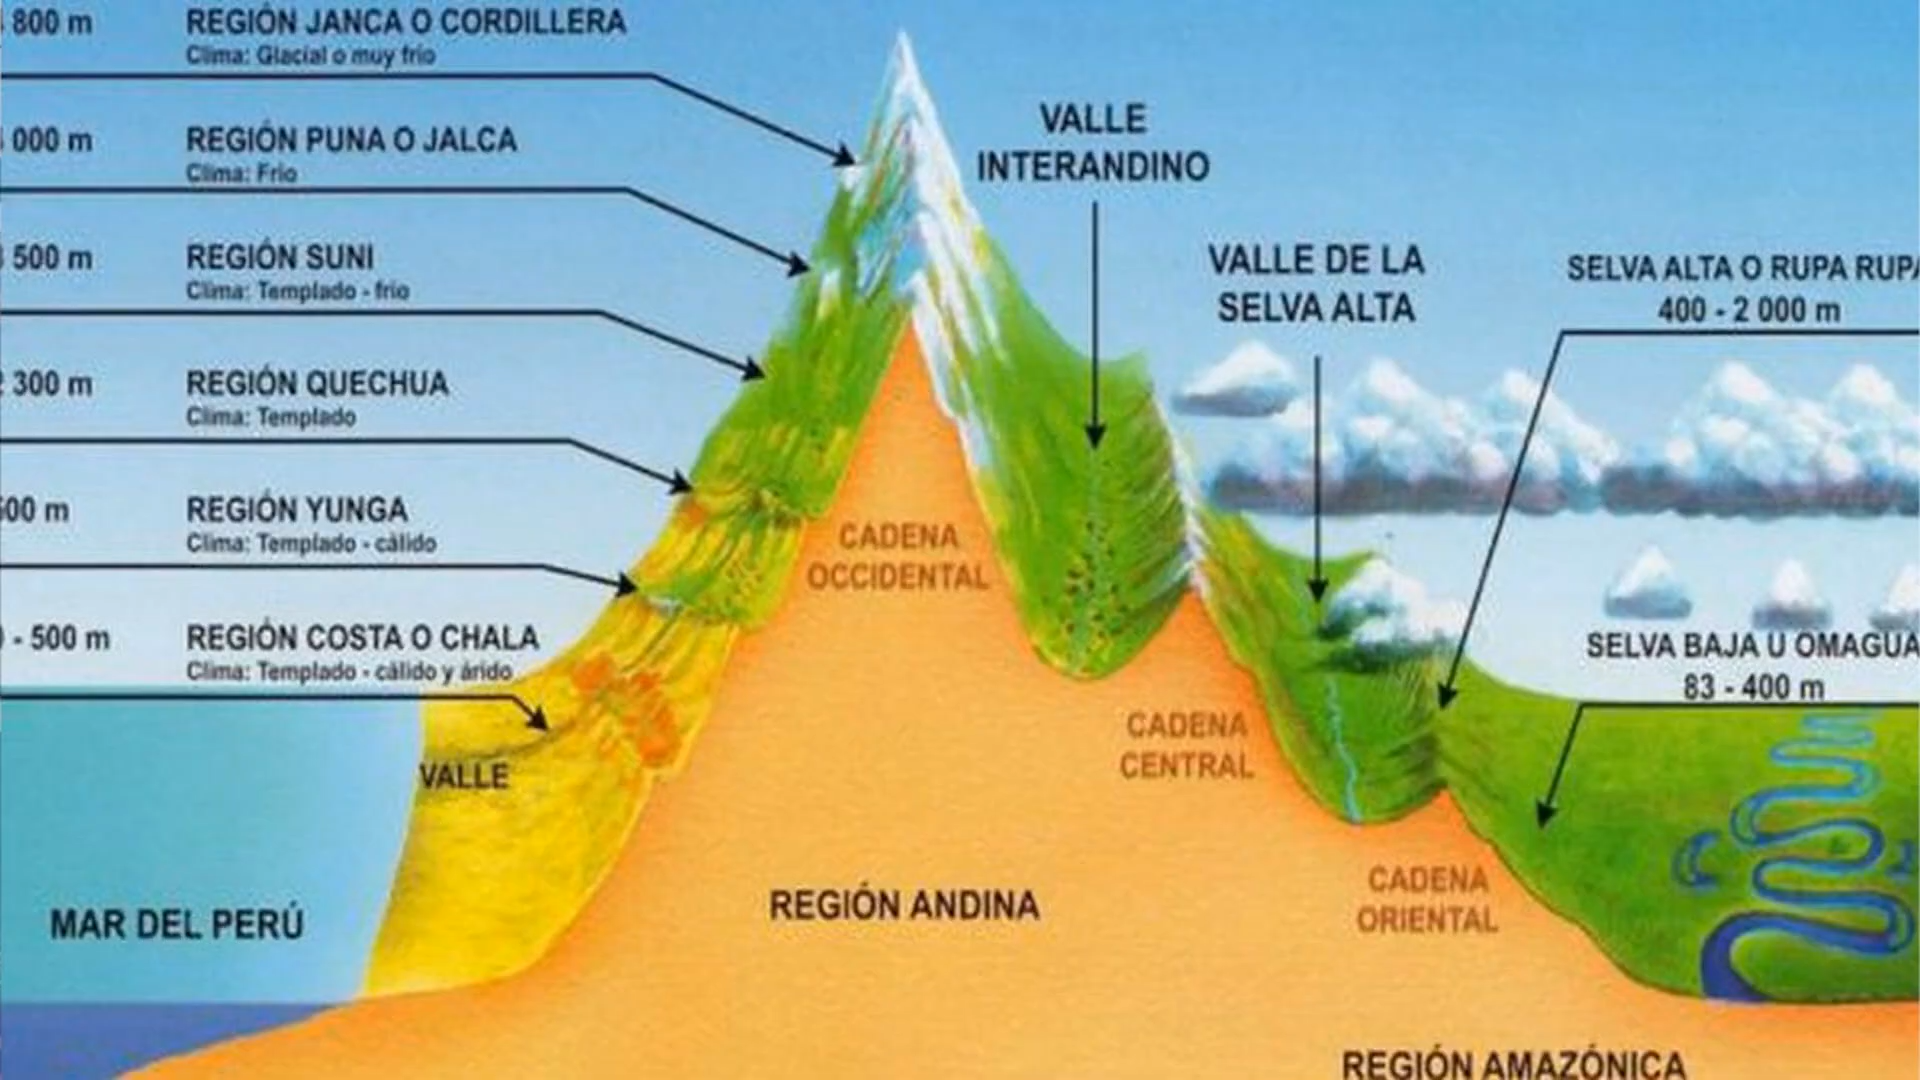 800 m REGIÓN JANCA O CORDILLERA
Clima: Glacial o muy frío
000 m REGIÓN PUNA O JALCA
Clima: Frío
500 m REGIÓN SUNI
Clima: Templado - frío
300 m REGIÓN QUECHUA
Clima: Templado
00 m REGIÓN YUNGA
Clima: Templado - cálido
- 500 m REGIÓN COSTA O CHALA
Clima: Templado - cálido y árido
VALLE
INTERANDINO
VALLE DE LA
SELVA ALTA
SELVA ALTA O RUPA RUPA
400 - 2 000 m
SELVA BAJA U OMAGUA
83 - 400 m
CADENA
OCCIDENTAL
CADENA
CENTRAL
CADENA
ORIENTAL
VALLE
MAR DEL PERÚ
REGIÓN ANDINA
REGIÓN AMAZÓNICA